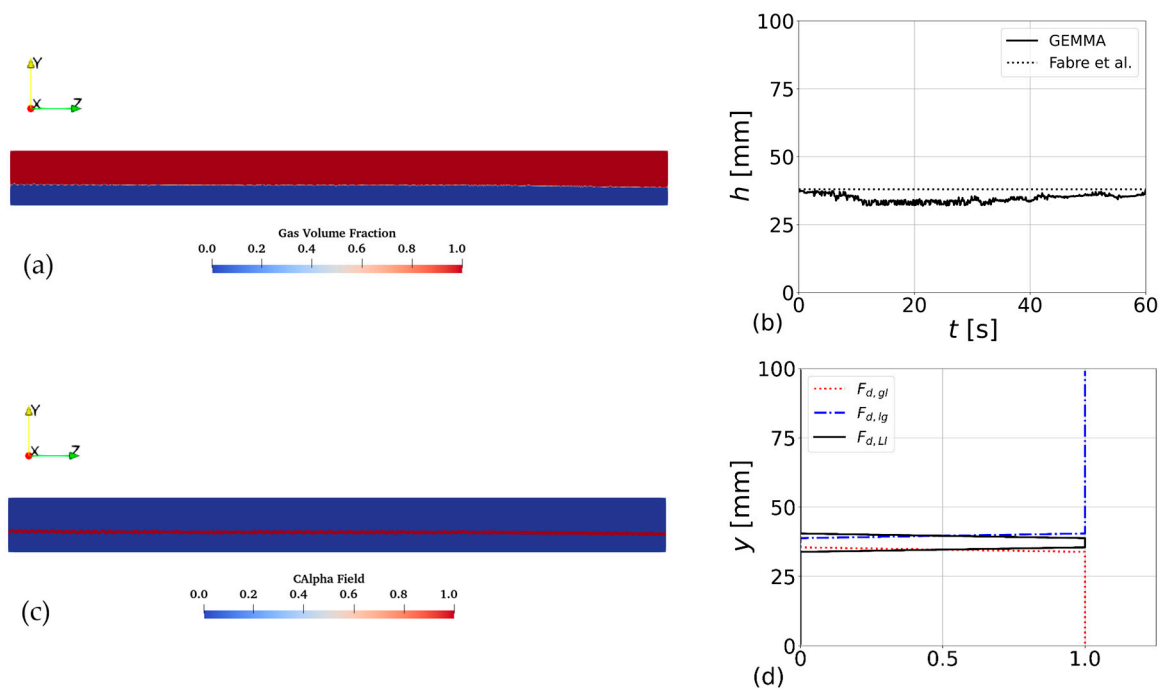 Y
X Z
Gas Volume Fraction
0.0 0.2 0.4 0.6 0.8 1.0
(a)
100
75
50
25
0
h [mm]
GEMMA
Fabre et al.
0 20 40 60
t [s]
(b)
Y
X Z
CAlpha Field
0.0 0.2 0.4 0.6 0.8 1.0
(c)
100
75
50
25
0
y [mm]
F_{d,gl}
F_{d,lg}
F_{d,Ll}
0 0.5 1.0
(d)